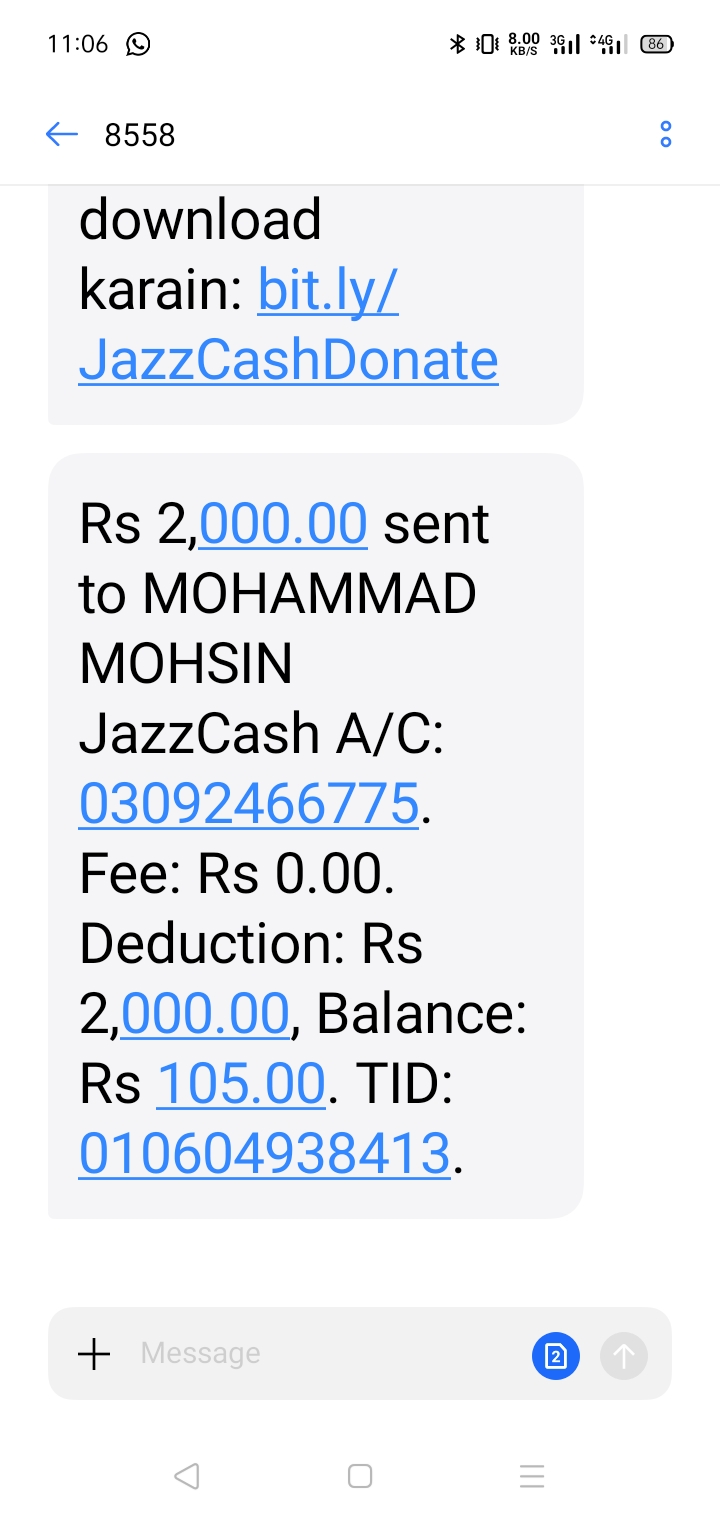 11:06 8.00 KB/S 3G 4G 86
8558
download
karain: bit.ly/
JazzCashDonate
Rs 2,000.00 sent
to MOHAMMAD
MOHSIN
JazzCash A/C:
03092466775.
Fee: Rs 0.00.
Deduction: Rs
2,000.00, Balance:
Rs 105.00. TID:
010604938413.
Message 2